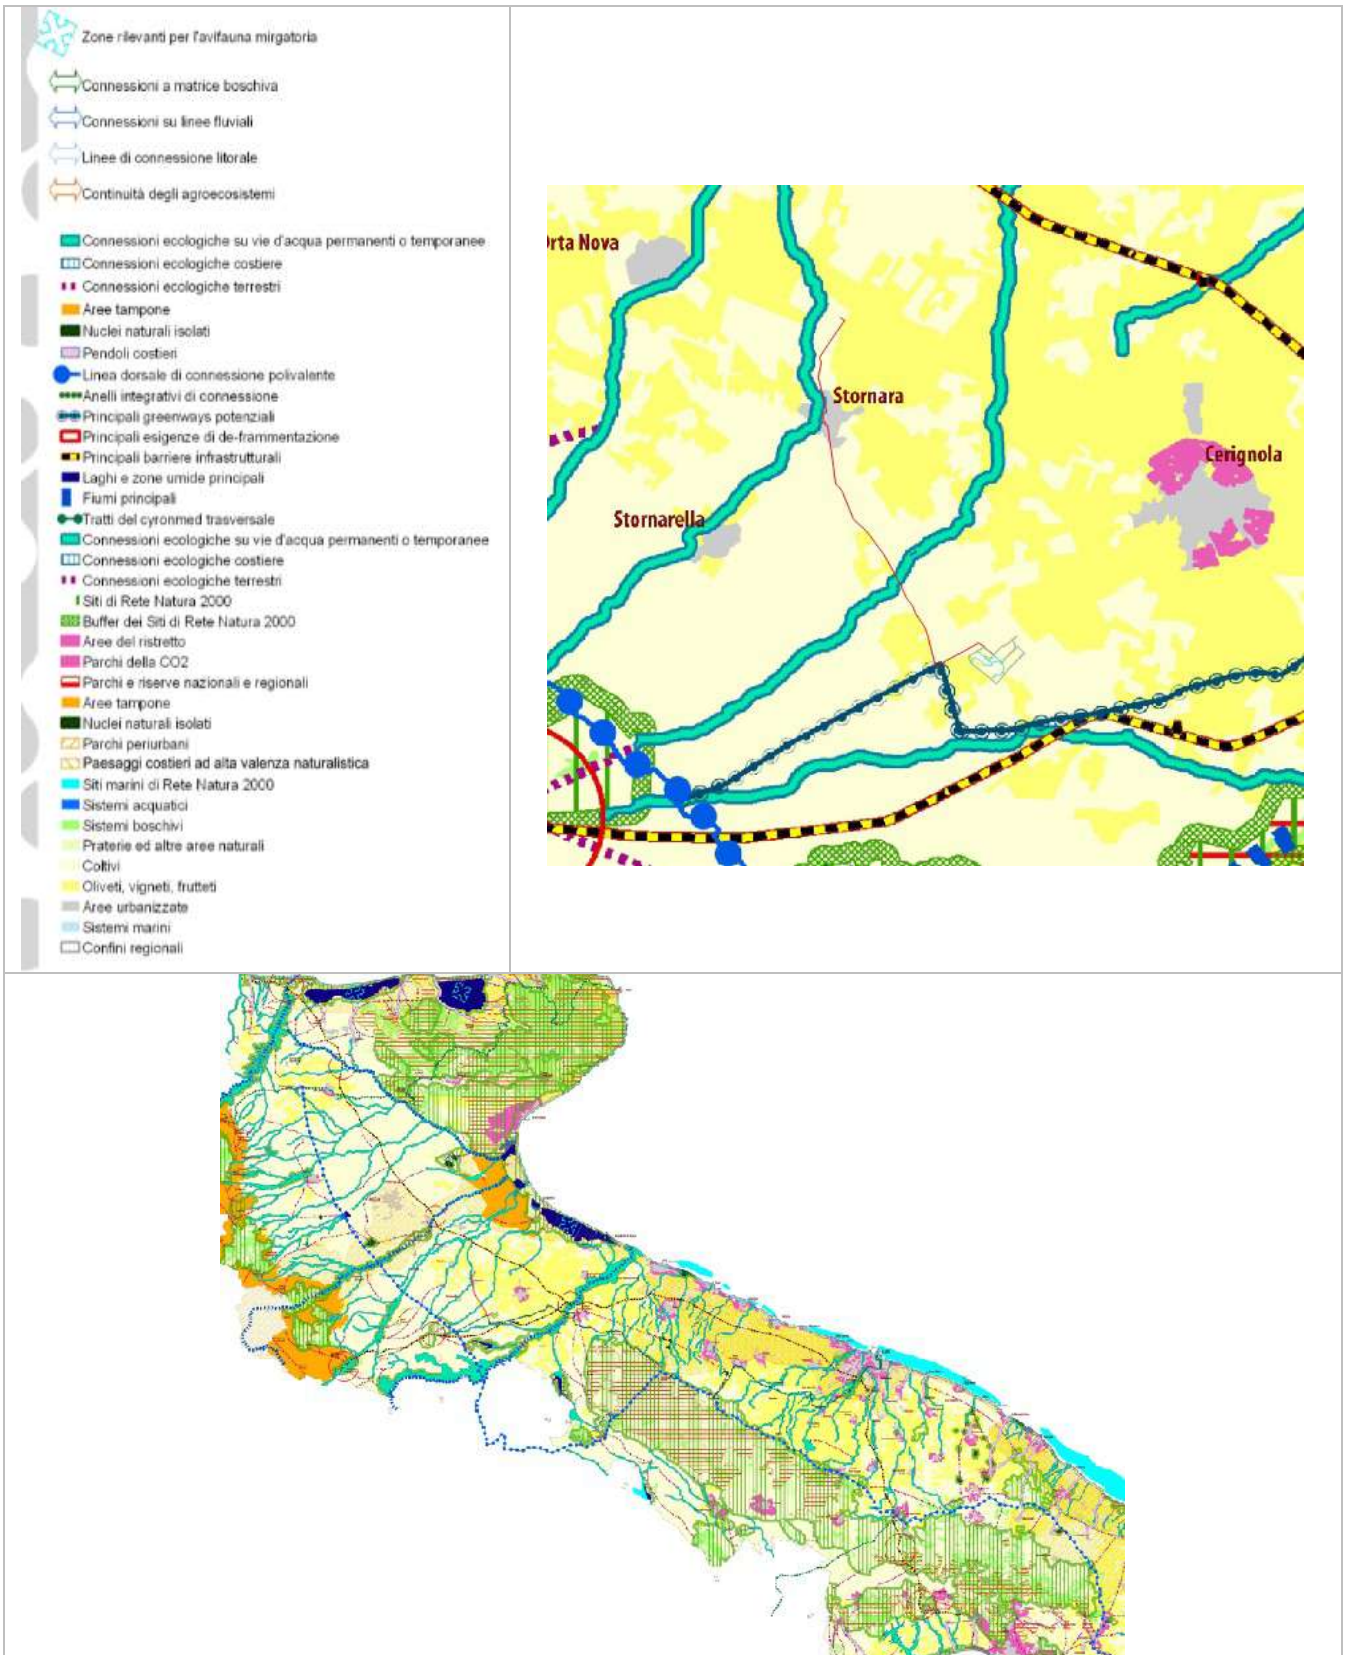 Zone rilevanti per l'avifauna mirgatoria
Connessioni a matrice boschiva
Connessioni su linee fluviali
Linee di connessione litorale
Continuità degli agroecosistemi
Connessioni ecologiche su vie d'acqua permanenti o temporanee
Connessioni ecologiche costiere
Connessioni ecologiche terrestri
Aree tampone
Nuclei naturali isolati
Pendoli costieri
Linea dorsale di connessione polivalente
Anelli integrativi di connessione
Principali greenways potenziali
Principali esigenze di de-frammentazione
Principali barriere infrastrutturali
Laghi e zone umide principali
Fiumi principali
Tratti del cyronmed trasversale
Connessioni ecologiche su vie d'acqua permanenti o temporanee
Connessioni ecologiche costiere
Connessioni ecologiche terrestri
Siti di Rete Natura 2000
Buffer dei Siti di Rete Natura 2000
Aree del ristretto
Parchi della CO2
Parchi e riserve nazionali e regionali
Aree tampone
Nuclei naturali isolati
Parchi periurbani
Paesaggi costieri ad alta valenza naturalistica
Siti marini di Rete Natura 2000
Sistemi acquatici
Sistemi boschivi
Praterie ed altre aree naturali
Coltivi
Oliveti, vigneti, frutteti
Aree urbanizzate
Sistemi marini
Confini regionali
Orta Nova
Stornara
Cerignola
Stornarella